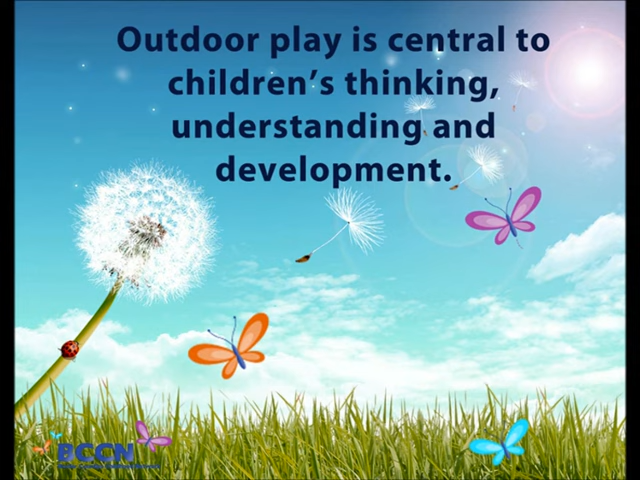 Outdoor play is central to
children’s thinking,
understanding and
development.
BCCN